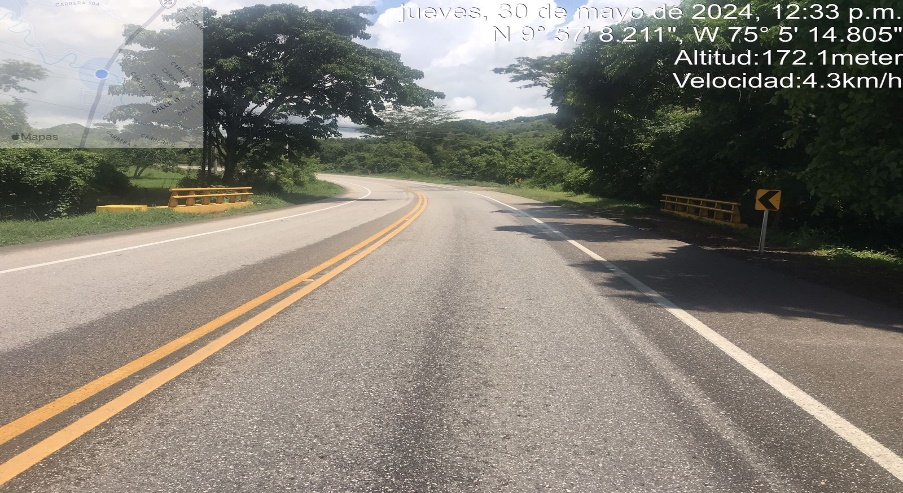 jueves, 30 de mayo de 2024, 12:33 p.m.
N 9° 57' 8.211", W 75° 5' 14.805"
Altitud:172.1meter
Velocidad:4.3km/h
25
Mapas